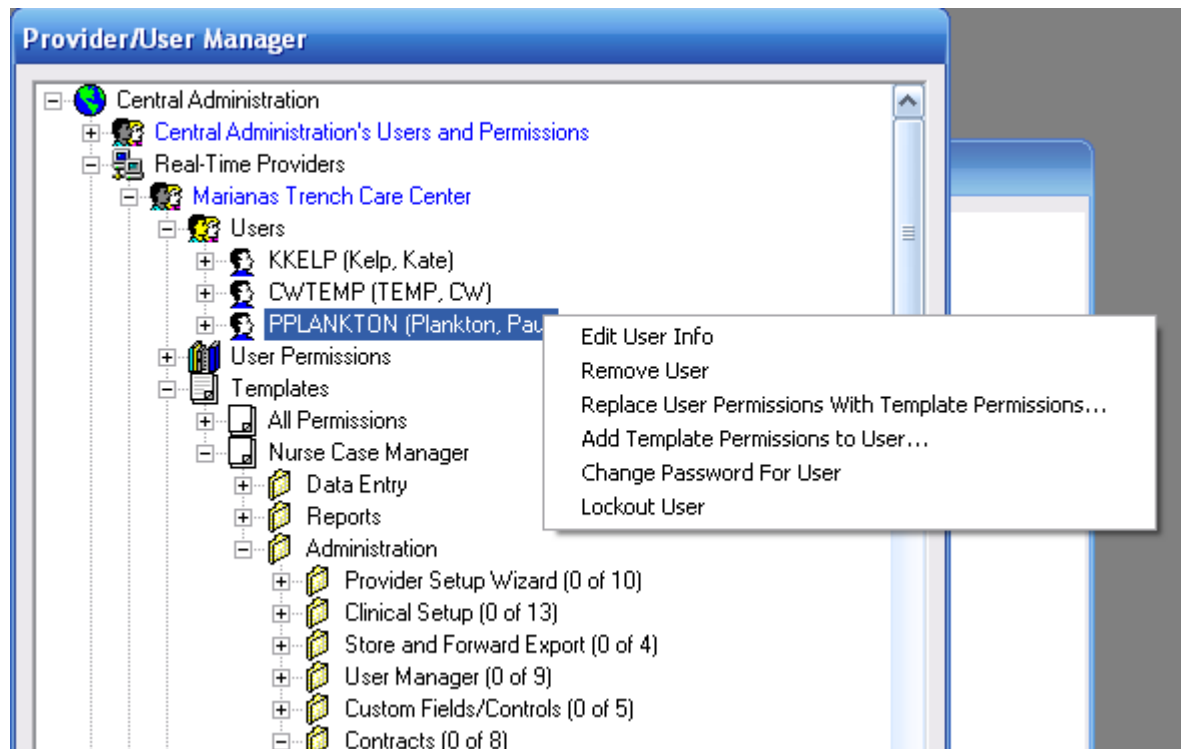 Provider/User Manager
Central Administration
Central Administration's Users and Permissions
Real-Time Providers
Marianas Trench Care Center
Users
KKELP (Kelp, Kate)
CWTEMP (TEMP, CW)
PPLANKTON (Plankton, Pau
Edit User Info
Remove User
Replace User Permissions With Template Permissions...
Add Template Permissions to User...
Change Password For User
Lockout User
User Permissions
Templates
All Permissions
Nurse Case Manager
Data Entry
Reports
Administration
Provider Setup Wizard (0 of 10)
Clinical Setup (0 of 13)
Store and Forward Export (0 of 4)
User Manager (0 of 9)
Custom Fields/Controls (0 of 5)
Contracts (0 of 8)